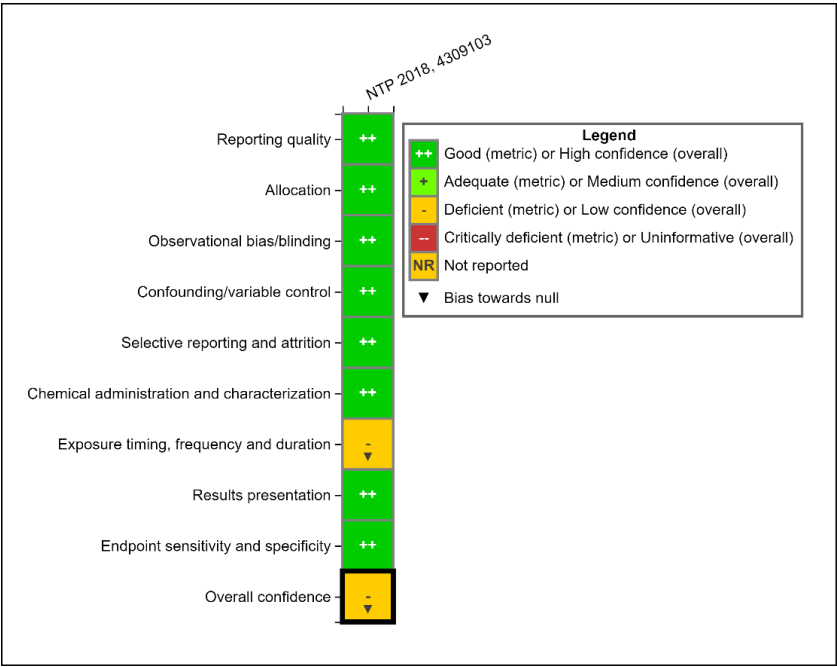 NTP 2018, 4309103
Reporting quality ++
Allocation ++
Observational bias/blinding ++
Confounding/variable control ++
Selective reporting and attrition ++
Chemical administration and characterization ++
Exposure timing, frequency and duration - ▼
Results presentation ++
Endpoint sensitivity and specificity ++
Overall confidence - ▼
Legend
++ Good (metric) or High confidence (overall)
+ Adequate (metric) or Medium confidence (overall)
- Deficient (metric) or Low confidence (overall)
-- Critically deficient (metric) or Uninformative (overall)
NR Not reported
▼ Bias towards null